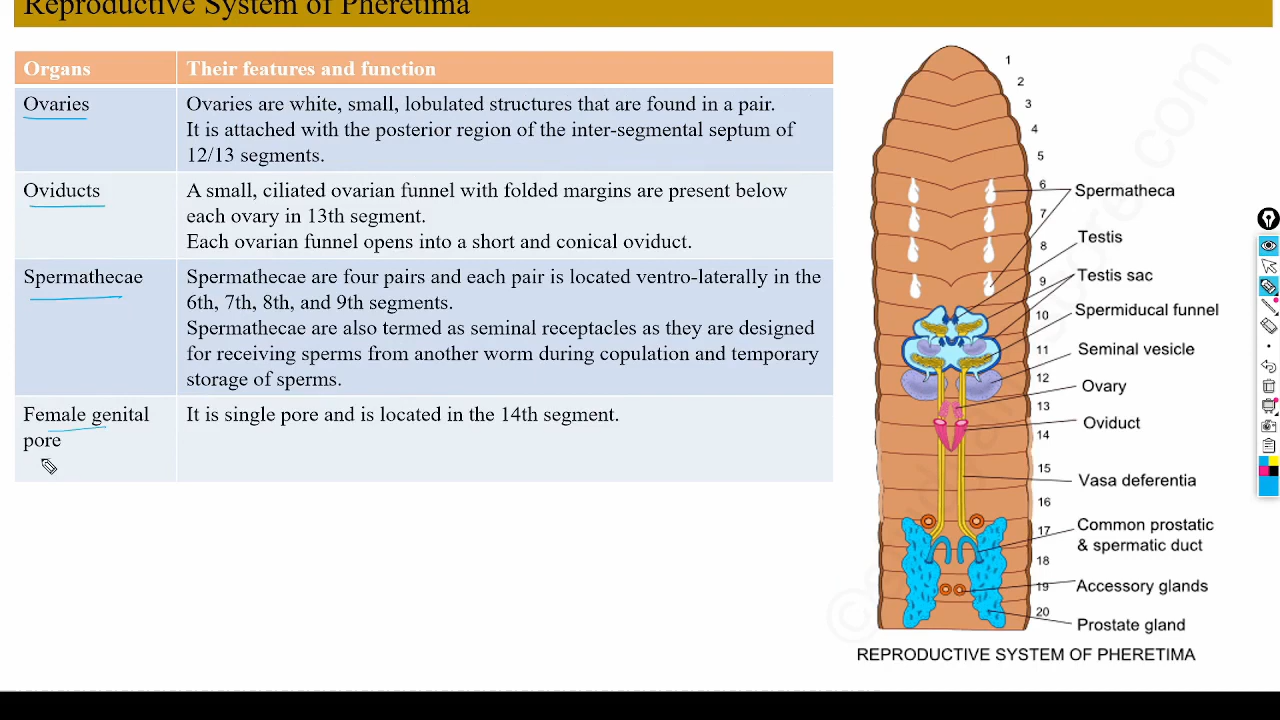 Reproductive System of Pheretima
Organs
Their features and function
Ovaries
Ovaries are white, small, lobulated structures that are found in a pair.
It is attached with the posterior region of the inter-segmental septum of
12/13 segments.
Oviducts
A small, ciliated ovarian funnel with folded margins are present below
each ovary in 13th segment.
Each ovarian funnel opens into a short and conical oviduct.
Spermathecae
Spermathecae are four pairs and each pair is located ventro-laterally in the
6th, 7th, 8th, and 9th segments.
Spermathecae are also termed as seminal receptacles as they are designed
for receiving sperms from another worm during copulation and temporary
storage of sperms.
Female genital
pore
It is single pore and is located in the 14th segment.
1
2
3
4
5
6
Spermatheca
7
8
Testis
9
Testis sac
10
Spermiducal funnel
11
Seminal vesicle
12
Ovary
13
Oviduct
14
15
Vasa deferentia
16
17
Common prostatic
& spermatic duct
18
19
Accessory glands
20
Prostate gland
REPRODUCTIVE SYSTEM OF PHERETIMA